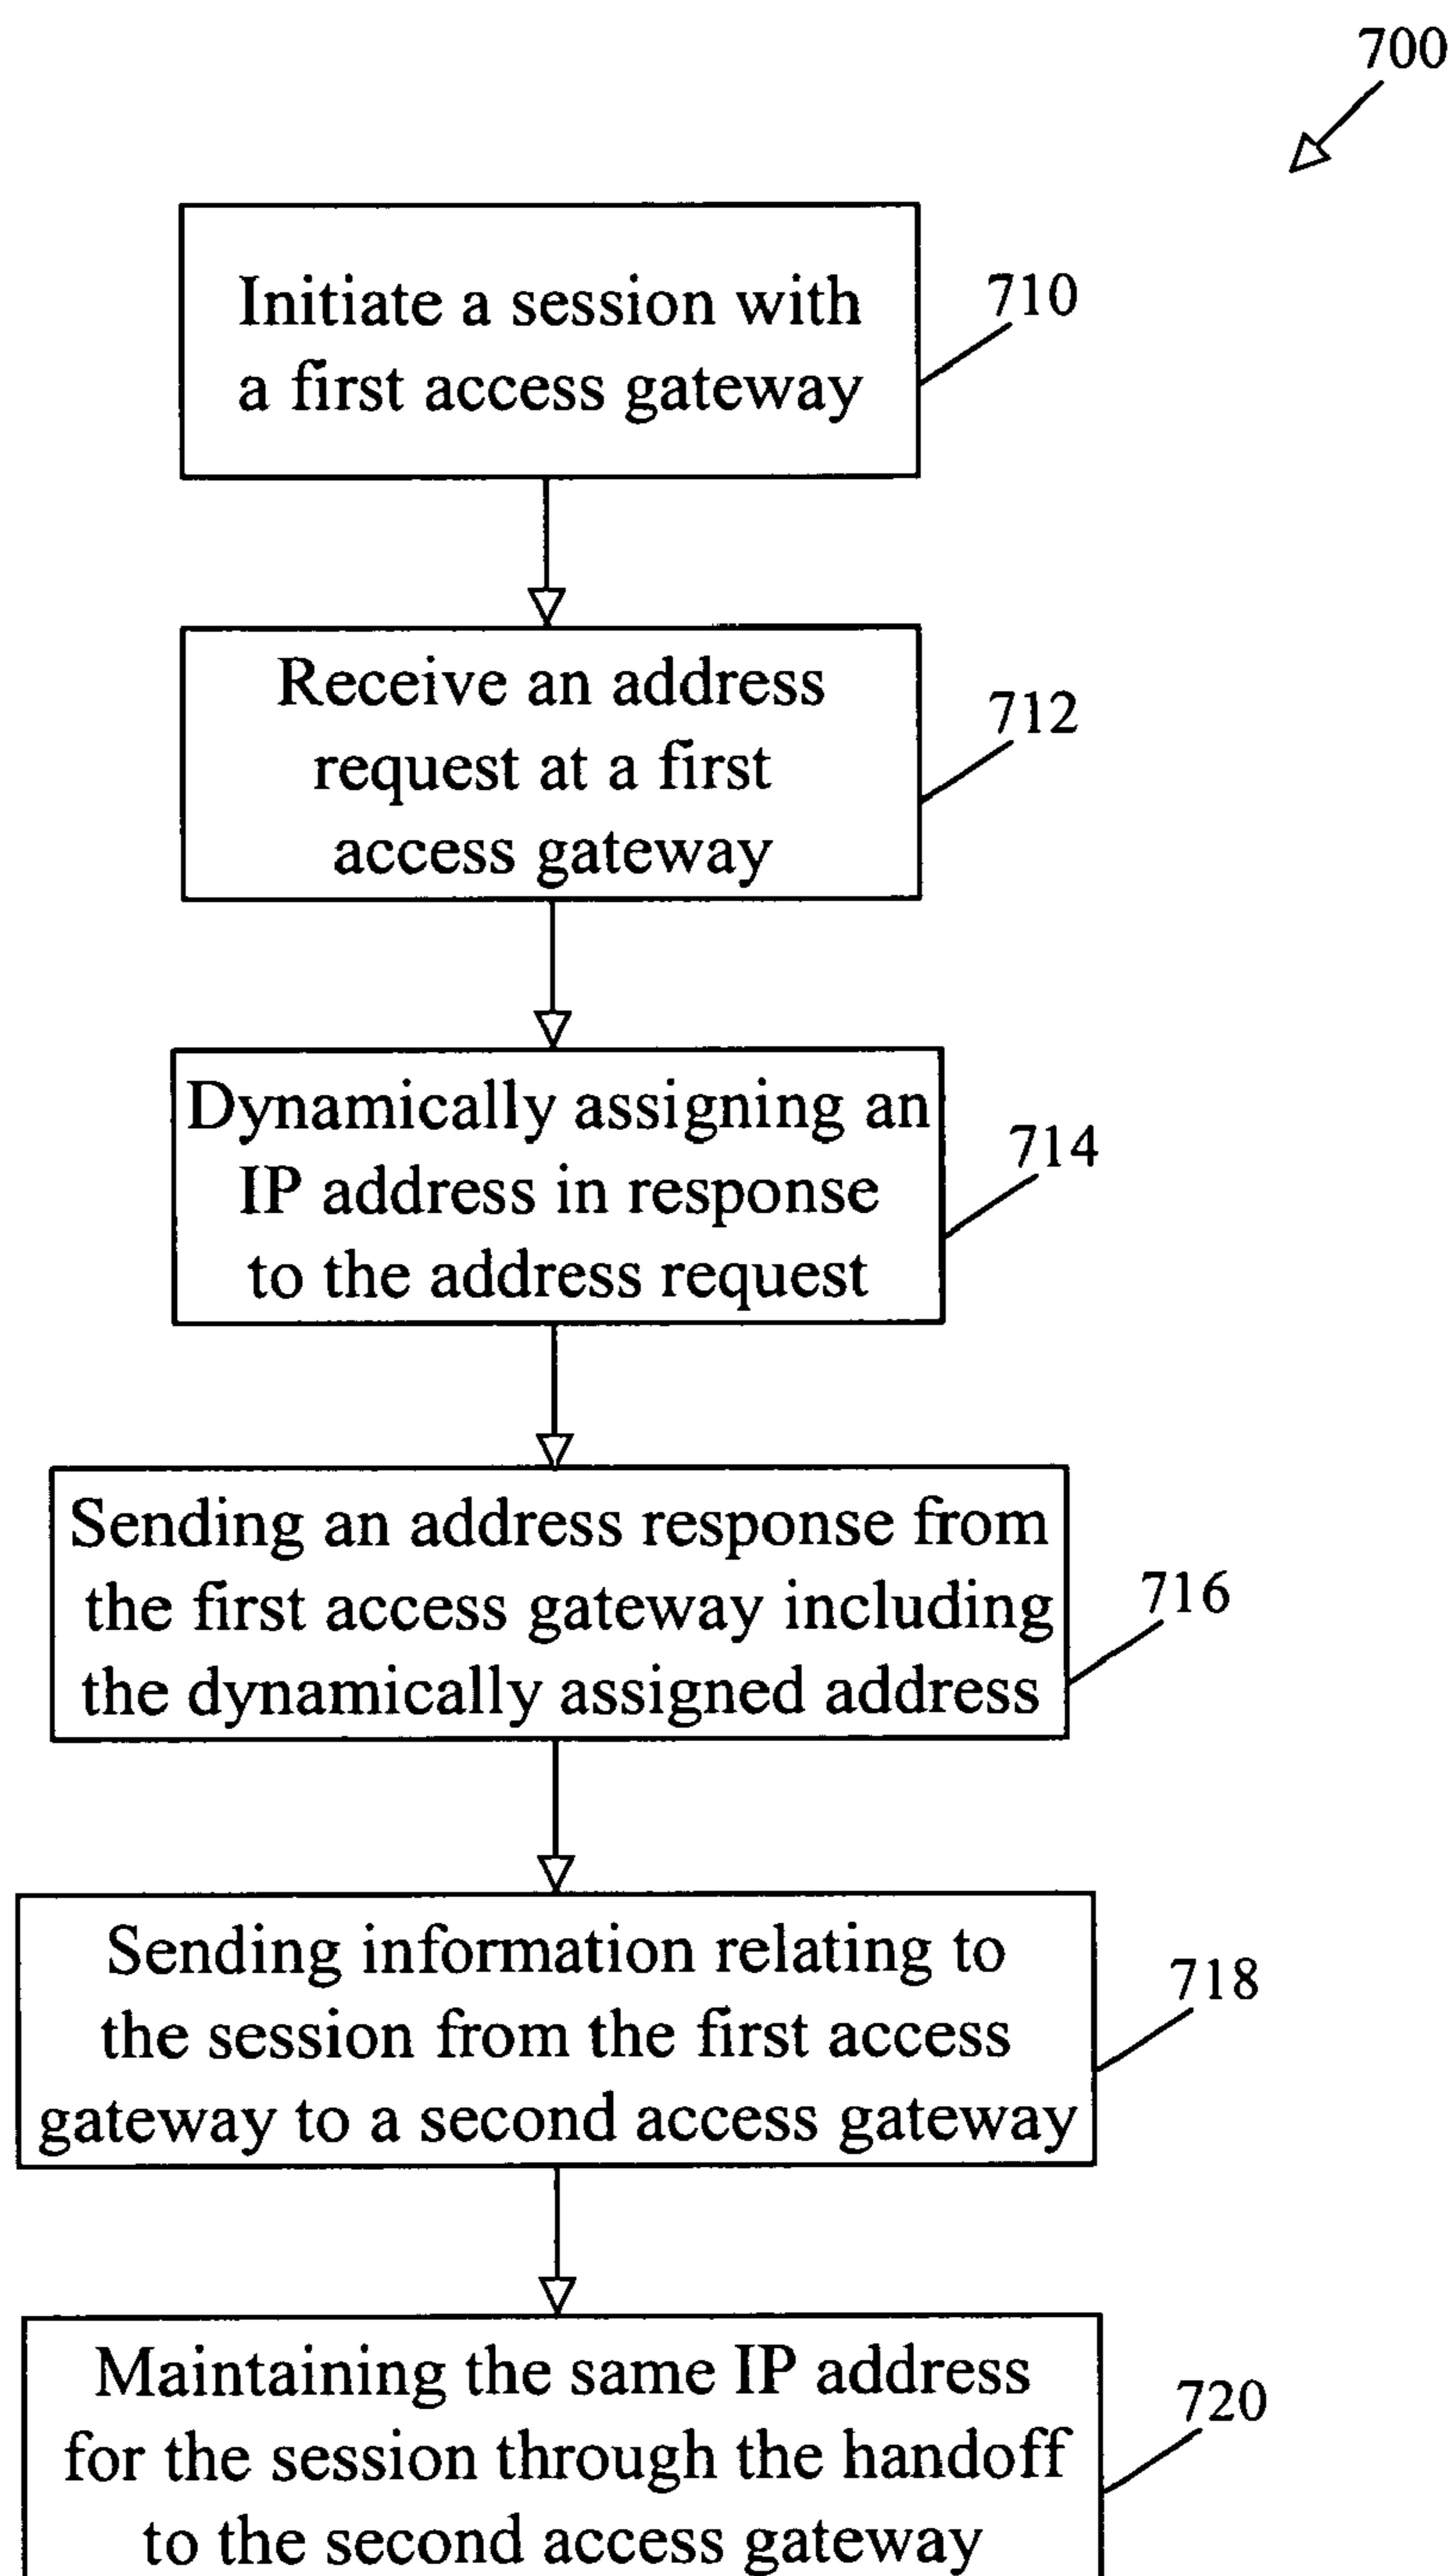 700
Initiate a session with
a first access gateway
710
Receive an address
request at a first
access gateway
712
Dynamically assigning an
IP address in response
to the address request
714
Sending an address response from
the first access gateway including
the dynamically assigned address
716
Sending information relating to
the session from the first access
gateway to a second access gateway
718
Maintaining the same IP address
for the session through the handoff
to the second access gateway
720